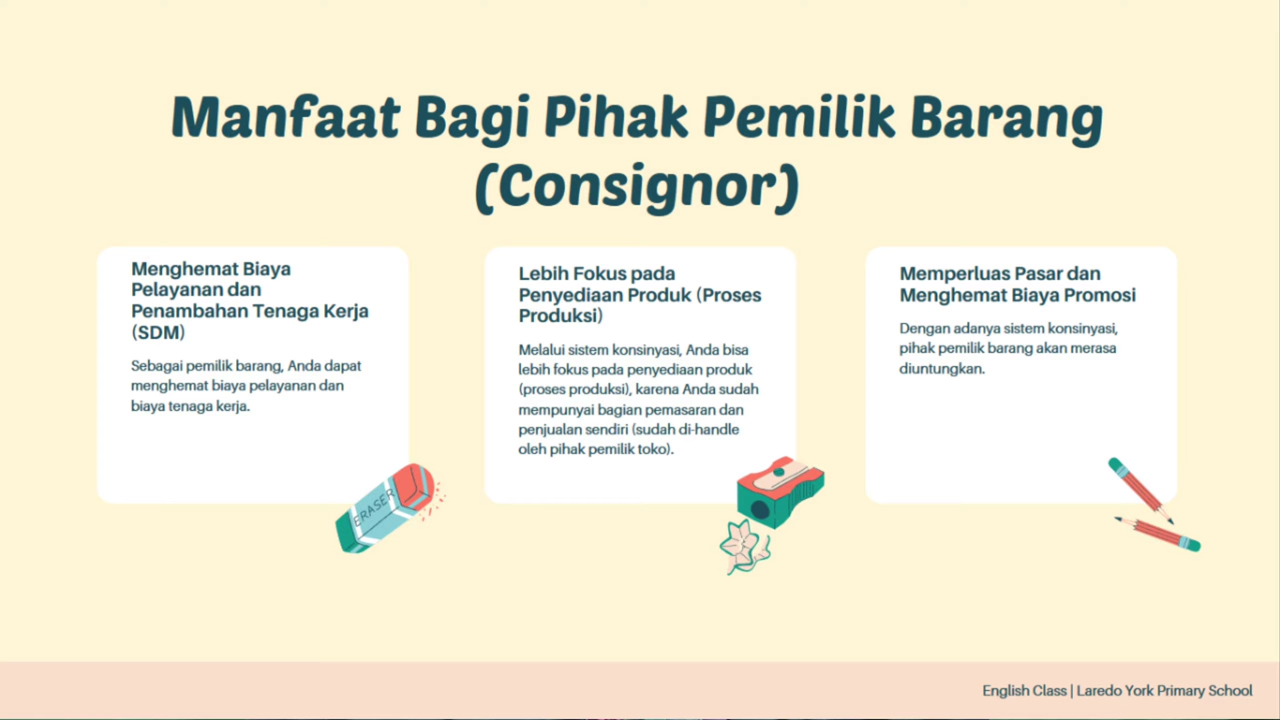 Manfaat Bagi Pihak Pemilik Barang
(Consignor)
Menghemat Biaya
Pelayanan dan
Penambahan Tenaga Kerja
(SDM)
Sebagai pemilik barang, Anda dapat
menghemat biaya pelayanan dan
biaya tenaga kerja.
Lebih Fokus pada
Penyediaan Produk (Proses
Produksi)
Melalui sistem konsinyasi, Anda bisa
lebih fokus pada penyediaan produk
(proses produksi), karena Anda sudah
mempunyai bagian pemasaran dan
penjualan sendiri (sudah di-handle
oleh pihak pemilik toko).
Memperluas Pasar dan
Menghemat Biaya Promosi
Dengan adanya sistem konsinyasi,
pihak pemilik barang akan merasa
diuntungkan.
ERASER
English Class | Laredo York Primary School